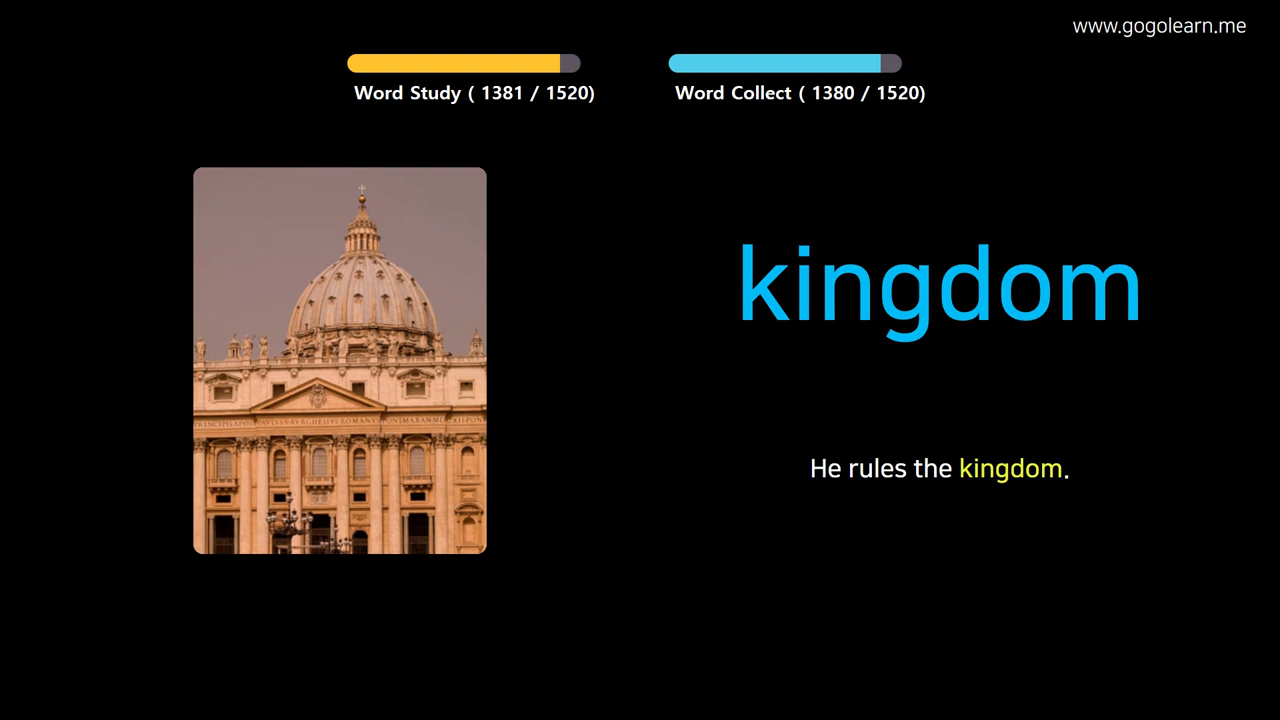 www.gogolearn.me
Word Study ( 1381 / 1520)
Word Collect ( 1380 / 1520)
kingdom
He rules the kingdom.